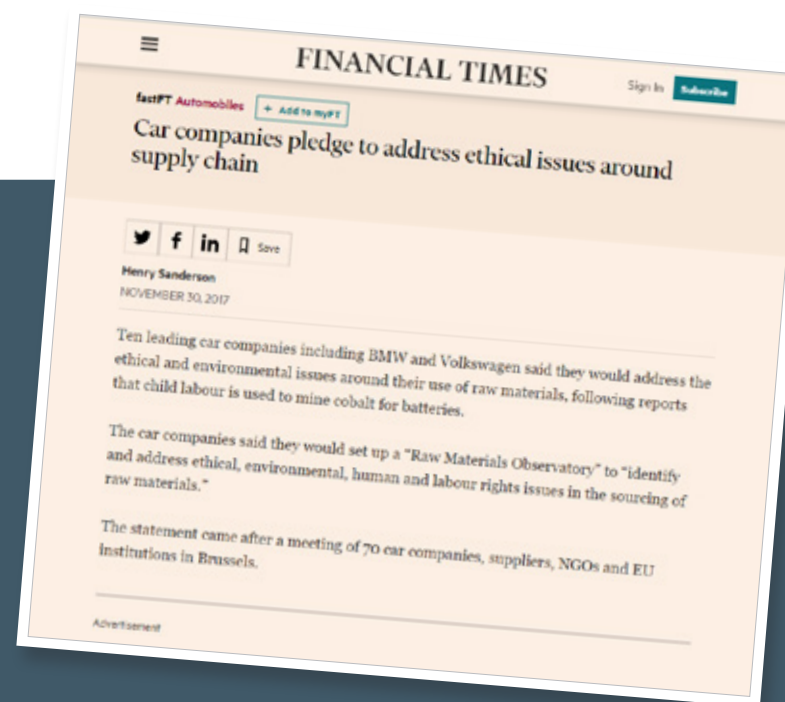 FINANCIAL TIMES
Sign In
Subscribe
fastFT Automobiles
+ Add to myFT
Car companies pledge to address ethical issues around
supply chain
Save
Henry Sanderson
NOVEMBER 30, 2017
Ten leading car companies including BMW and Volkswagen said they would address the
ethical and environmental issues around their use of raw materials, following reports
that child labour is used to mine cobalt for batteries.
The car companies said they would set up a “Raw Materials Observatory” to “identify
and address ethical, environmental, human and labour rights issues in the sourcing of
raw materials.”
The statement came after a meeting of 70 car companies, suppliers, NGOs and EU
institutions in Brussels.
Advertisement